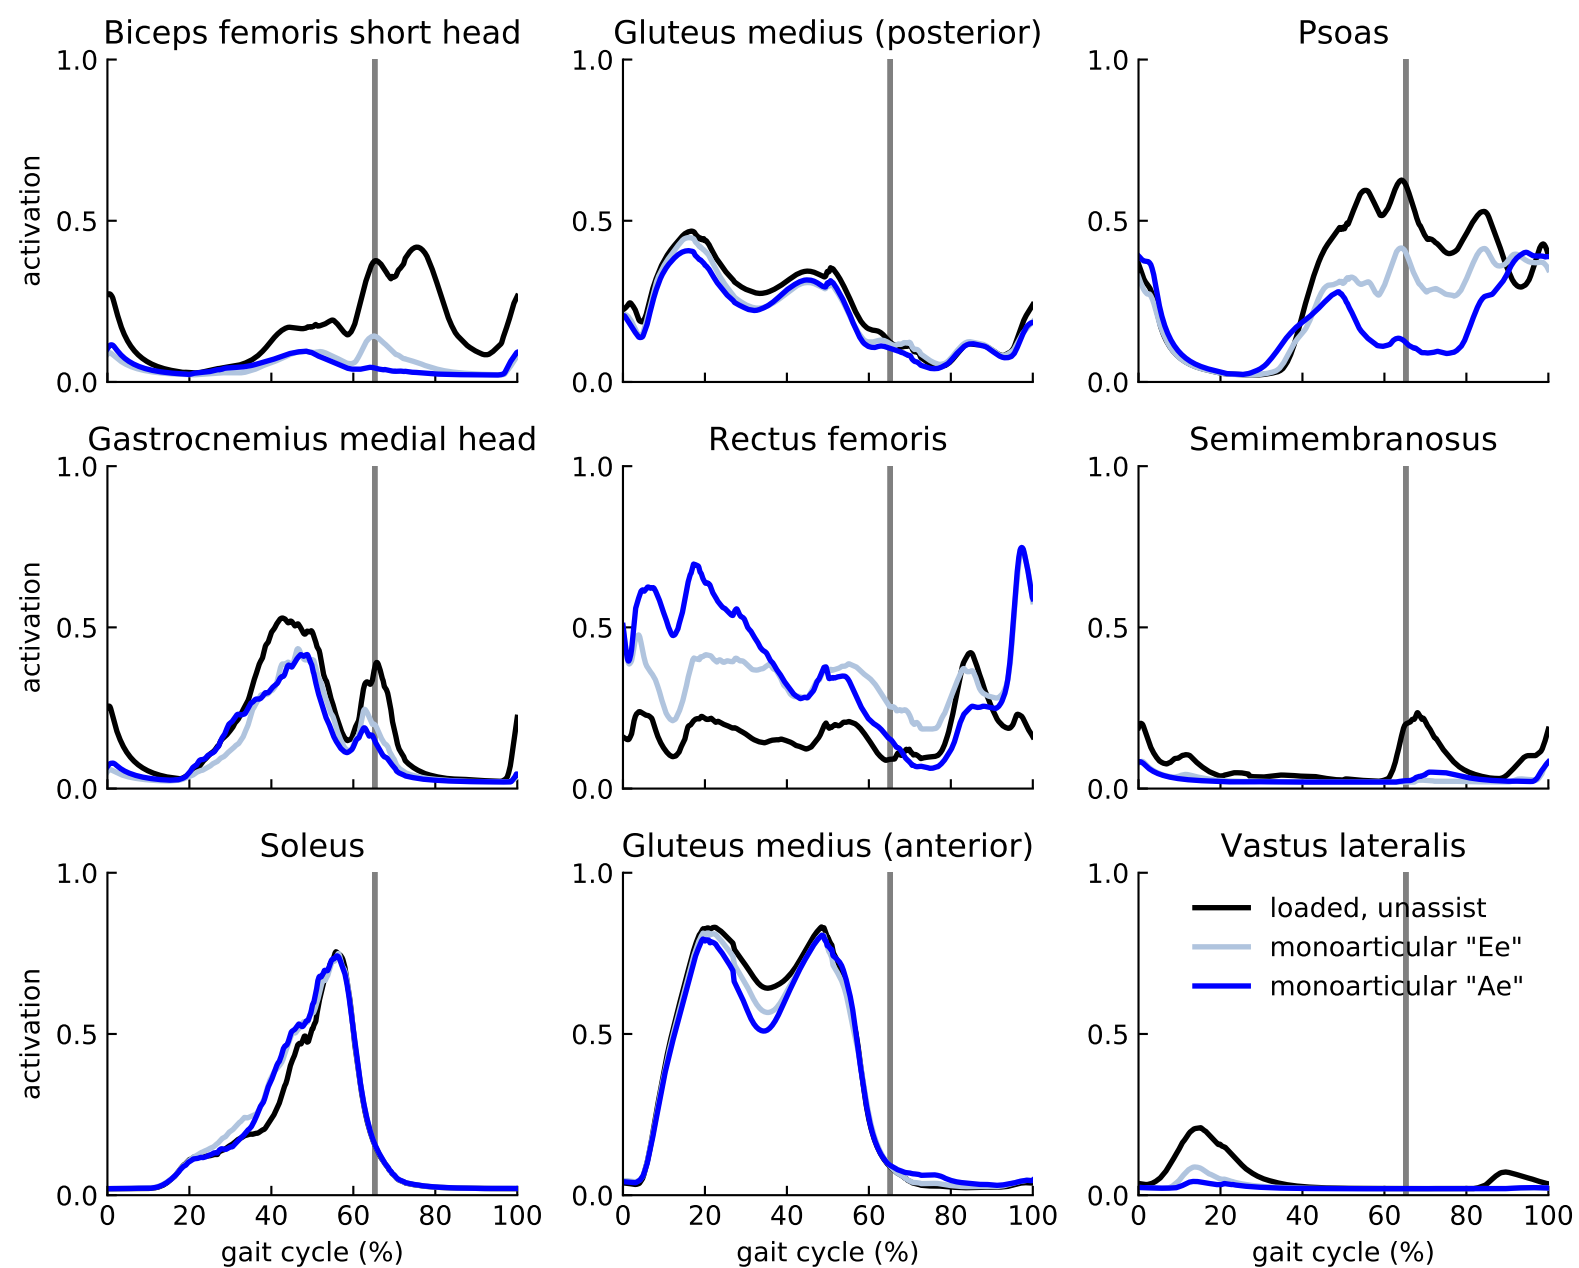 Biceps femoris short head
Gluteus medius (posterior)
Psoas
1.0
1.0
1.0
activation
0.5
0.5
0.5
0.0
0.0
0.0
Gastrocnemius medial head
Rectus femoris
Semimembranosus
1.0
1.0
1.0
activation
0.5
0.5
0.5
0.0
0.0
0.0
Soleus
Gluteus medius (anterior)
Vastus lateralis
1.0
1.0
1.0
loaded, unassist
monoarticular "Ee"
monoarticular "Ae"
activation
0.5
0.5
0.5
0.0
0.0
0.0
0 20 40 60 80 100
0 20 40 60 80 100
0 20 40 60 80 100
gait cycle (%)
gait cycle (%)
gait cycle (%)